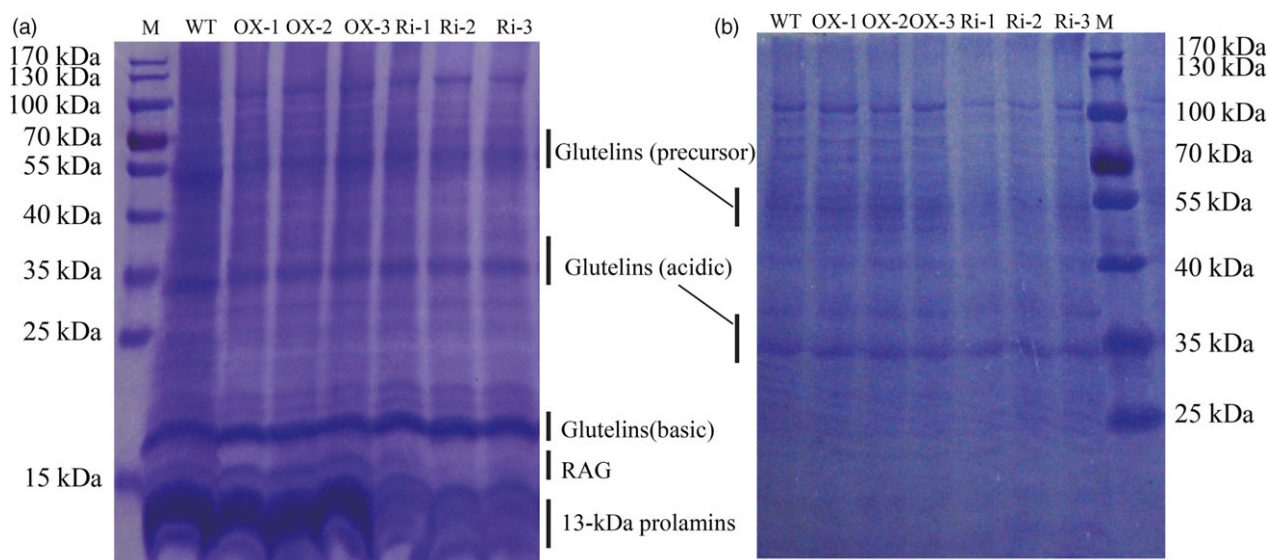 (a)
M WT OX-1 OX-2 OX-3 Ri-1 Ri-2 Ri-3
170 kDa
130 kDa
100 kDa
70 kDa
55 kDa
40 kDa
35 kDa
25 kDa
15 kDa
Glutelins (precursor)
Glutelins (acidic)
Glutelins(basic)
RAG
13-kDa prolamins
(b)
WT OX-1 OX-2 OX-3 Ri-1 Ri-2 Ri-3 M
170 kDa
130 kDa
100 kDa
70 kDa
55 kDa
40 kDa
35 kDa
25 kDa